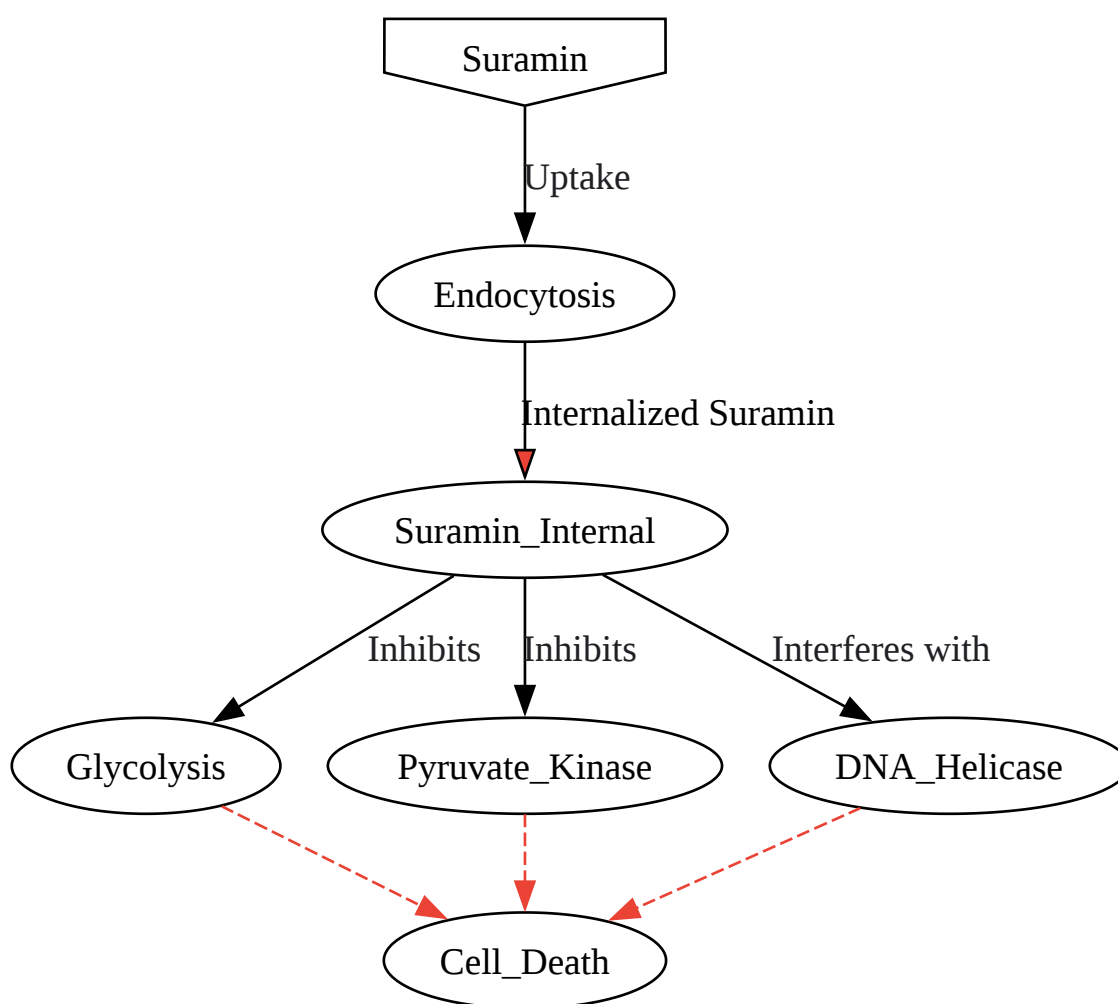 Suramin
Uptake
Endocytosis
Internalized Suramin
Suramin_Internal
Inhibits
Inhibits
Interferes with
Glycolysis
Pyruvate_Kinase
DNA_Helicase
Cell_Death